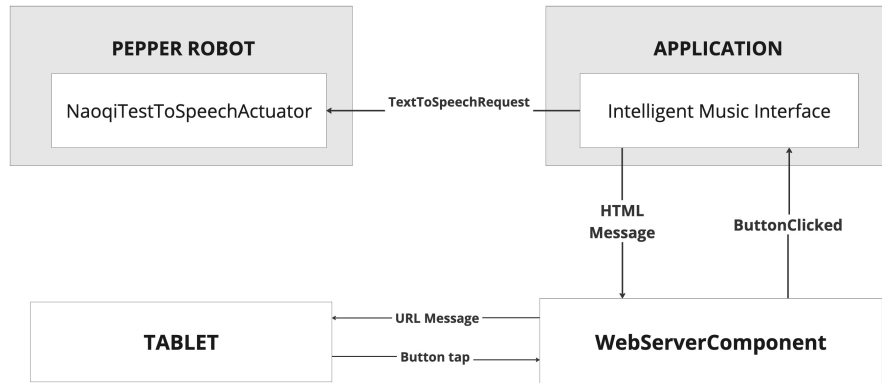 PEPPER ROBOT
APPLICATION
NaoqiTestToSpeechActuator
TextToSpeechRequest
Intelligent Music Interface
HTML
Message
ButtonClicked
URL Message
TABLET
WebServerComponent
Button tap